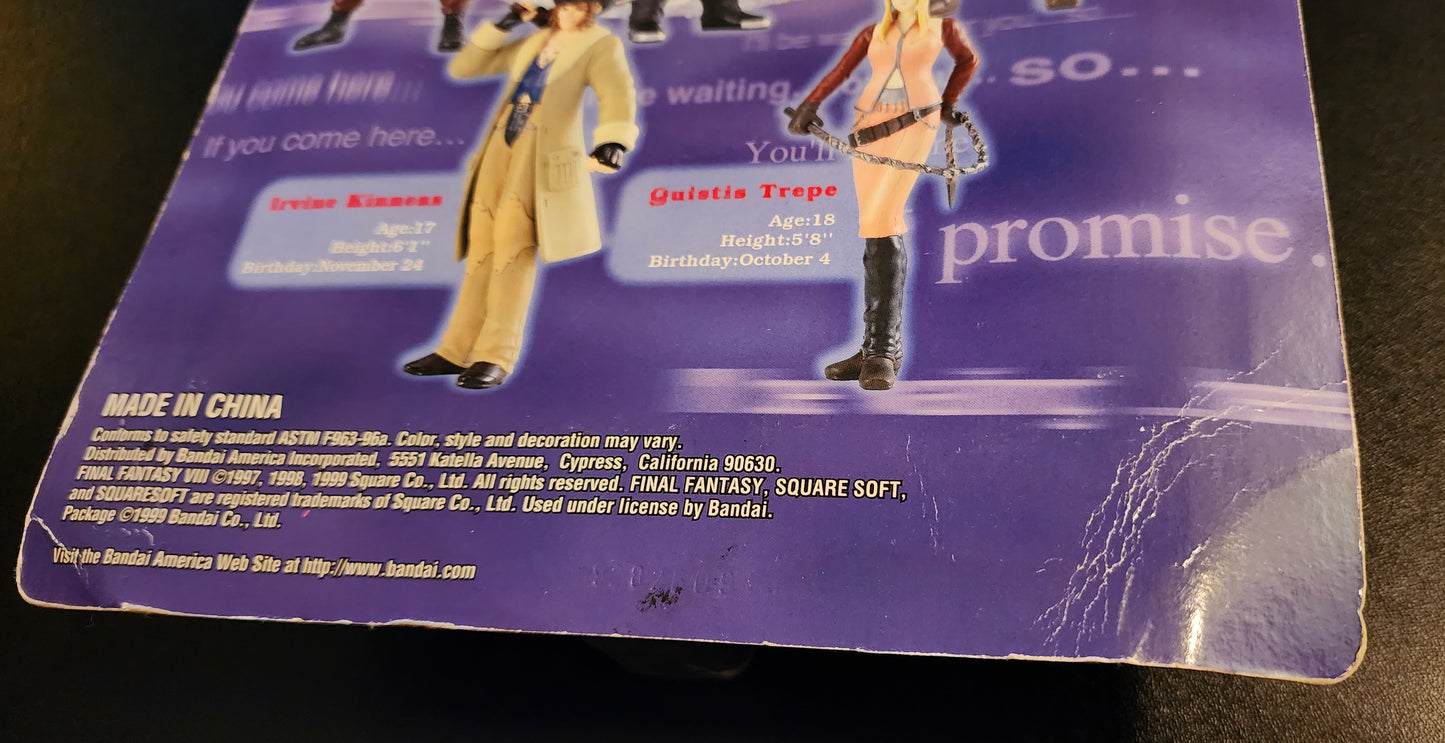 I'll be
you come here...
waiting.
so...
If you come here...
You'll
promise.
Irvine Kinneas
Age:17
Height:6'1"
Birthday:November 24
Quistis Trepe
Age:18
Height:5'8"
Birthday:October 4
MADE IN CHINA
Conforms to safety standard ASTM F963-96a. Color, style and decoration may vary.
Distributed by Bandai America Incorporated, 5551 Katella Avenue, Cypress, California 90630.
FINAL FANTASY VIII ©1997, 1998, 1999 Square Co., Ltd. All rights reserved. FINAL FANTASY, SQUARE SOFT,
and SQUARESOFT are registered trademarks of Square Co., Ltd. Used under license by Bandai.
Package ©1999 Bandai Co., Ltd.
Visit the Bandai America Web Site at http://www.bandai.com